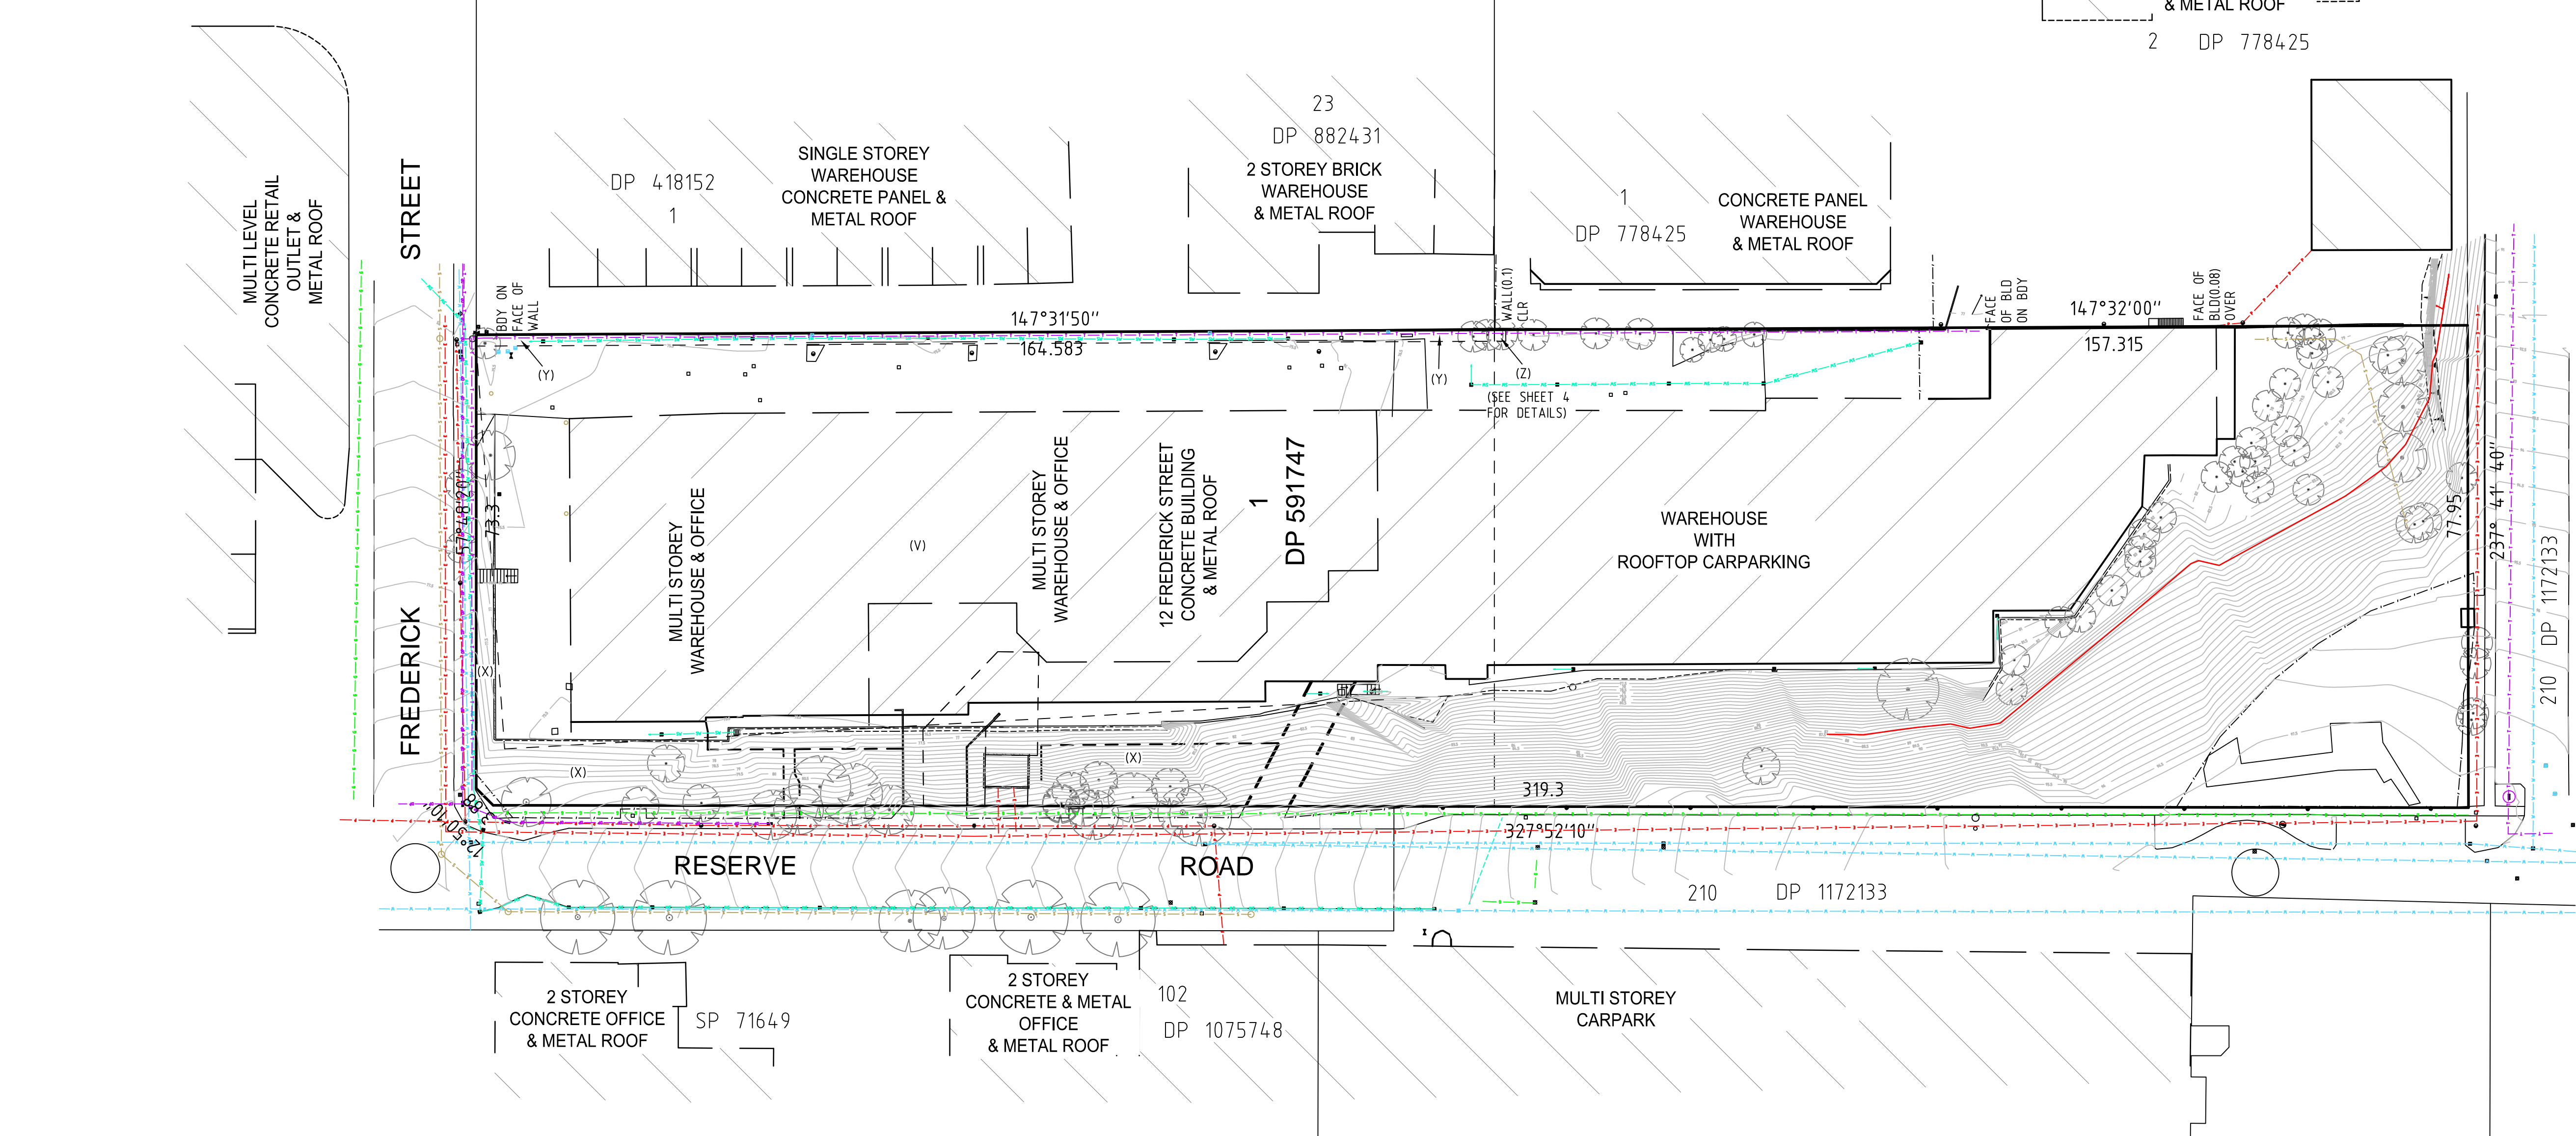 & METAL ROOF
2 DP 778425
MULTI LEVEL
CONCRETE RETAIL
OUTLET &
METAL ROOF
STREET
FREDERICK
DP 418152
1
SINGLE STOREY
WAREHOUSE
CONCRETE PANEL &
METAL ROOF
23
DP 882431
2 STOREY BRICK
WAREHOUSE
& METAL ROOF
1
DP 778425
CONCRETE PANEL
WAREHOUSE
& METAL ROOF
BDY ON
FACE OF
WALL
147°31'50"
164.583
WALL(0.1)
CLR
FACE
OF BLD
ON BDY
147°32'00"
157.315
FACE OF
BLD(0.08)
OVER
(Y)
(Y)
(Z)
(SEE SHEET 4
FOR DETAILS)
57°48'20"
73.3
MULTI STOREY
WAREHOUSE & OFFICE
(V)
MULTI STOREY
WAREHOUSE & OFFICE
12 FREDERICK STREET
CONCRETE BUILDING
& METAL ROOF
1
DP 591747
WAREHOUSE
WITH
ROOFTOP CARPARKING
77.95
237° 41' 40"
210 DP 1172133
(X)
(X)
(X)
319.3
327°52'10"
RESERVE ROAD
210 DP 1172133
2 STOREY
CONCRETE OFFICE
& METAL ROOF
SP 71649
2 STOREY
CONCRETE & METAL
OFFICE
& METAL ROOF
102
DP 1075748
MULTI STOREY
CARPARK